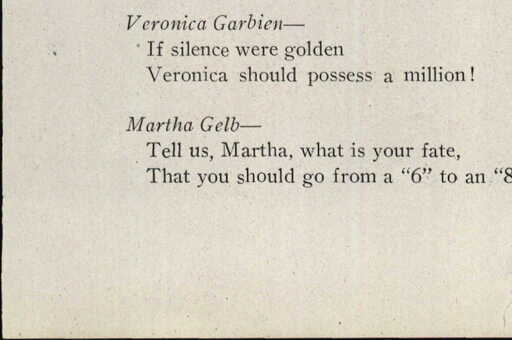 Veronica Garbien—
If silence were golden
Veronica should possess a million!
Martha Gelb—
Tell us, Martha, what is your fate,
That you should go from a “6” to an “8